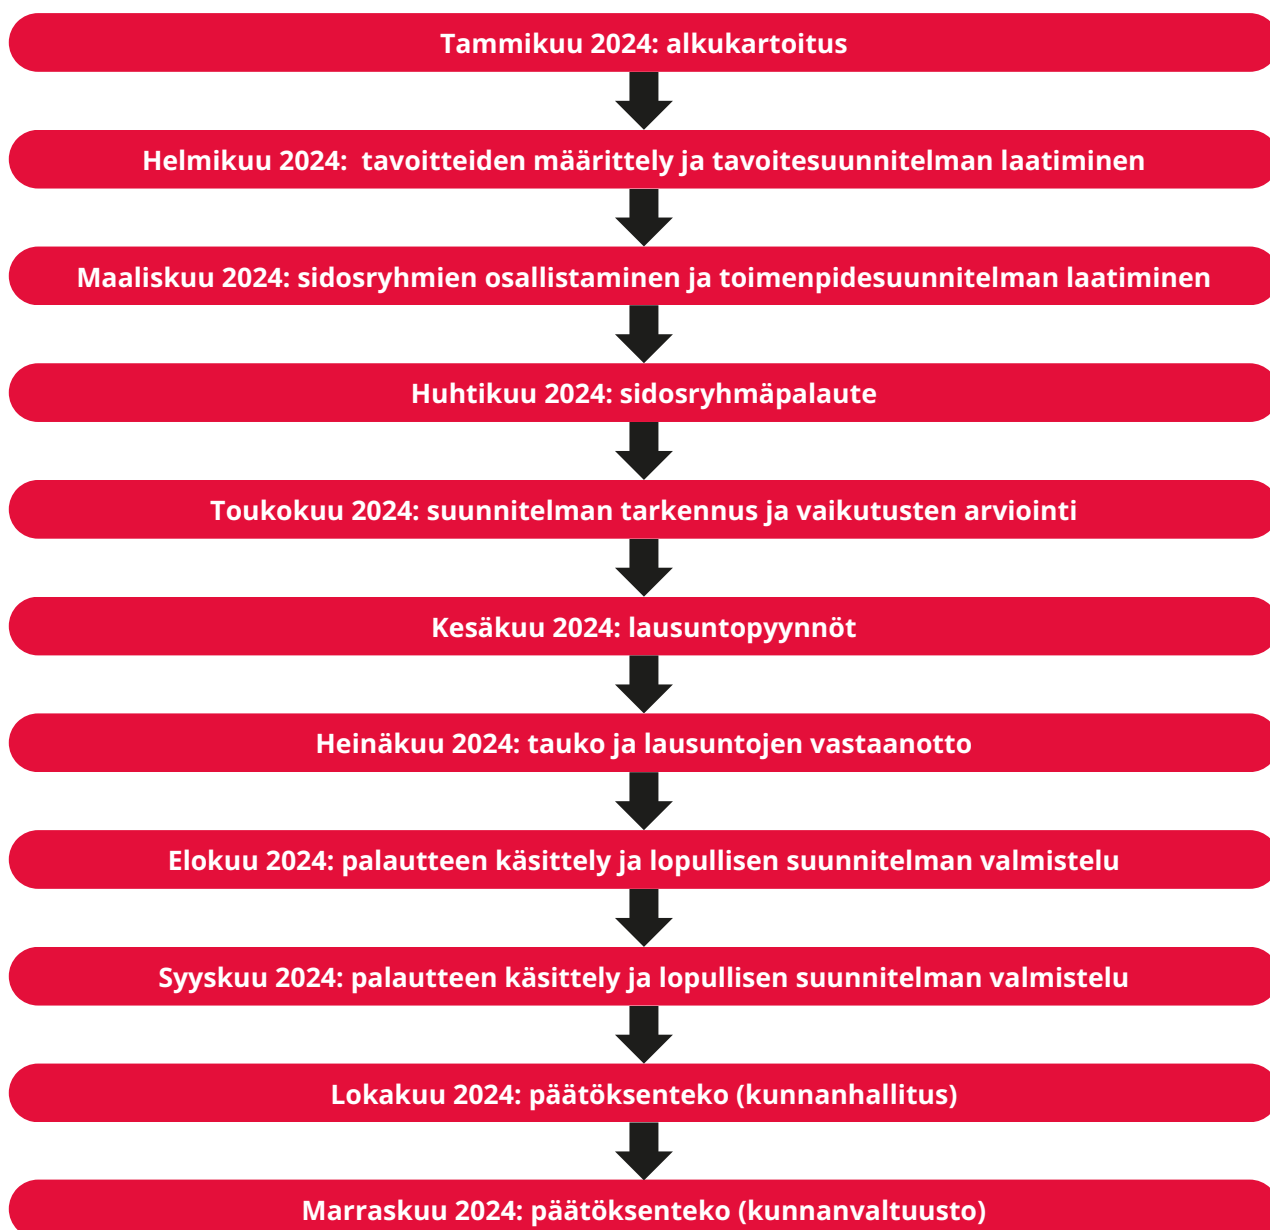 Tammikuu 2024: alkukartoitus
Helmikuu 2024:  tavoitteiden määrittely ja tavoitesuunnitelman laatiminen
Maaliskuu 2024: sidosryhmien osallistaminen ja toimenpidesuunnitelman laatiminen
Huhtikuu 2024: sidosryhmäpalaute
Toukokuu 2024: suunnitelman tarkennus ja vaikutusten arviointi
Kesäkuu 2024: lausuntopyynnöt
Heinäkuu 2024: tauko ja lausuntojen vastaanotto
Elokuu 2024: palautteen käsittely ja lopullisen suunnitelman valmistelu
Syyskuu 2024: palautteen käsittely ja lopullisen suunnitelman valmistelu
Lokakuu 2024: päätöksenteko (kunnanhallitus)
Marraskuu 2024: päätöksenteko (kunnanvaltuusto)